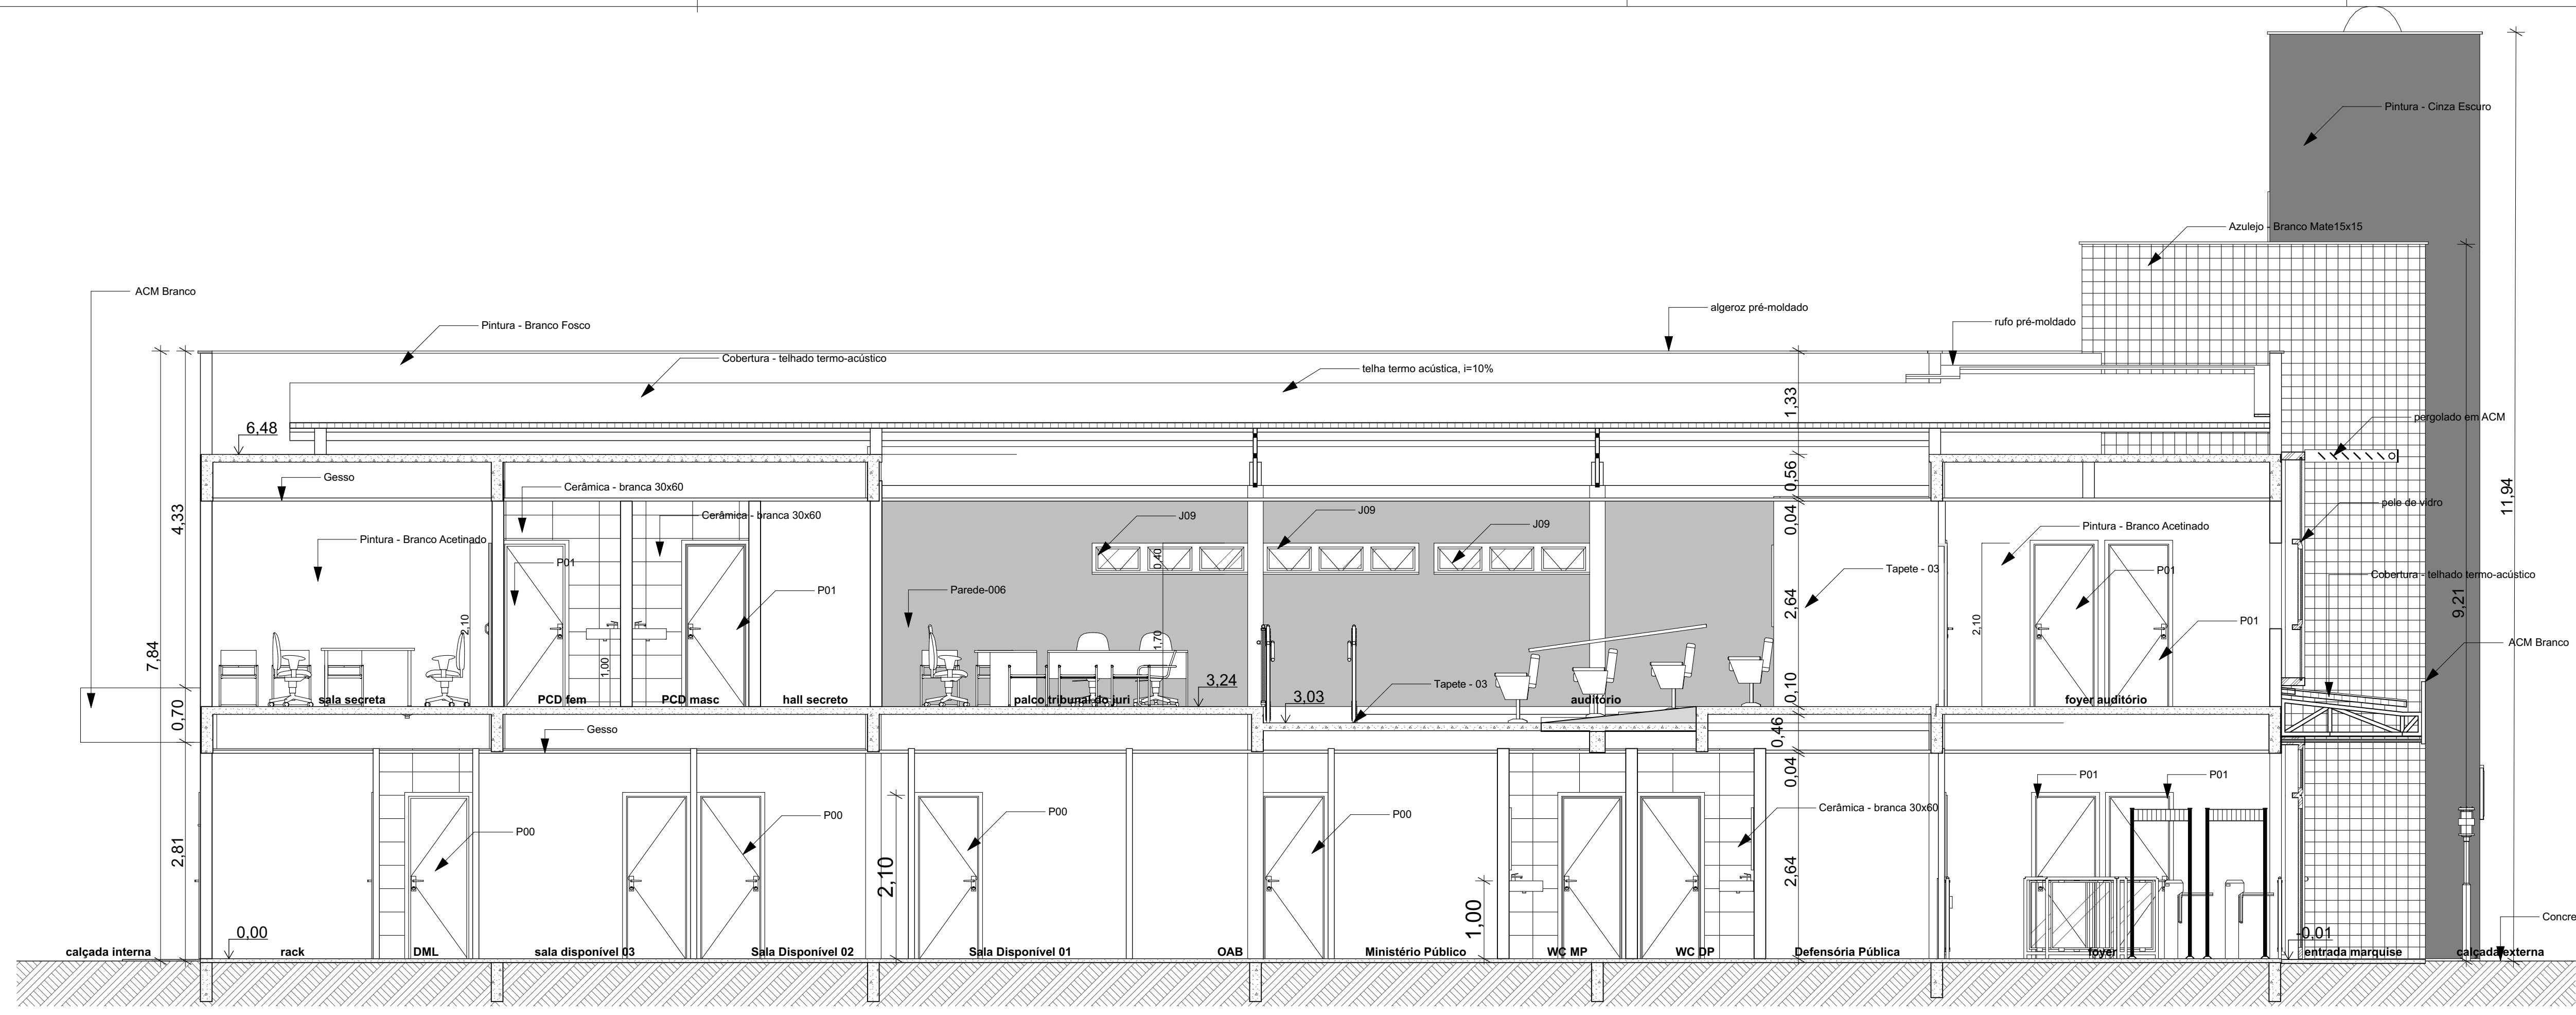 Pintura - Cinza Escuro
Azulejo - Branco Mate15x15
ACM Branco
algeroz pré-moldado
Pintura - Branco Fosco
rufo pré-moldado
Cobertura - telhado termo-acústico
telha termo acústica, i=10%
1,33
pergolado em ACM
6,48
Gesso
0,56
Cerâmica - branca 30x60
11,94
pele de vidro
4,33
Cerâmica - branca 30x60
J09
J09
J09
0,04
Pintura - Branco Acetinado
Pintura - Branco Acetinado
0,40
P01
Tapete - 03
P01
Cobertura - telhado termo-acústico
P01
Parede-006
2,64
9,21
2,10
2,10
P01
1,70
ACM Branco
7,84
1,00
3,24
Tapete - 03
0,10
3,03
sala secreta
PCD fem
PCD masc
hall secreto
palco tribunal do juri
auditório
foyer auditório
0,70
Gesso
0,46
0,04
P01
P01
Cerâmica - branca 30x60
P00
P00
P00
P00
2,81
2,10
2,64
1,00
Concre
0,00
-0,01
calçada interna
rack
DML
sala disponível 03
Sala Disponível 02
Sala Disponível 01
OAB
Ministério Público
WC MP
WC DP
Defensória Pública
foyer
entrada marquise
calçada externa